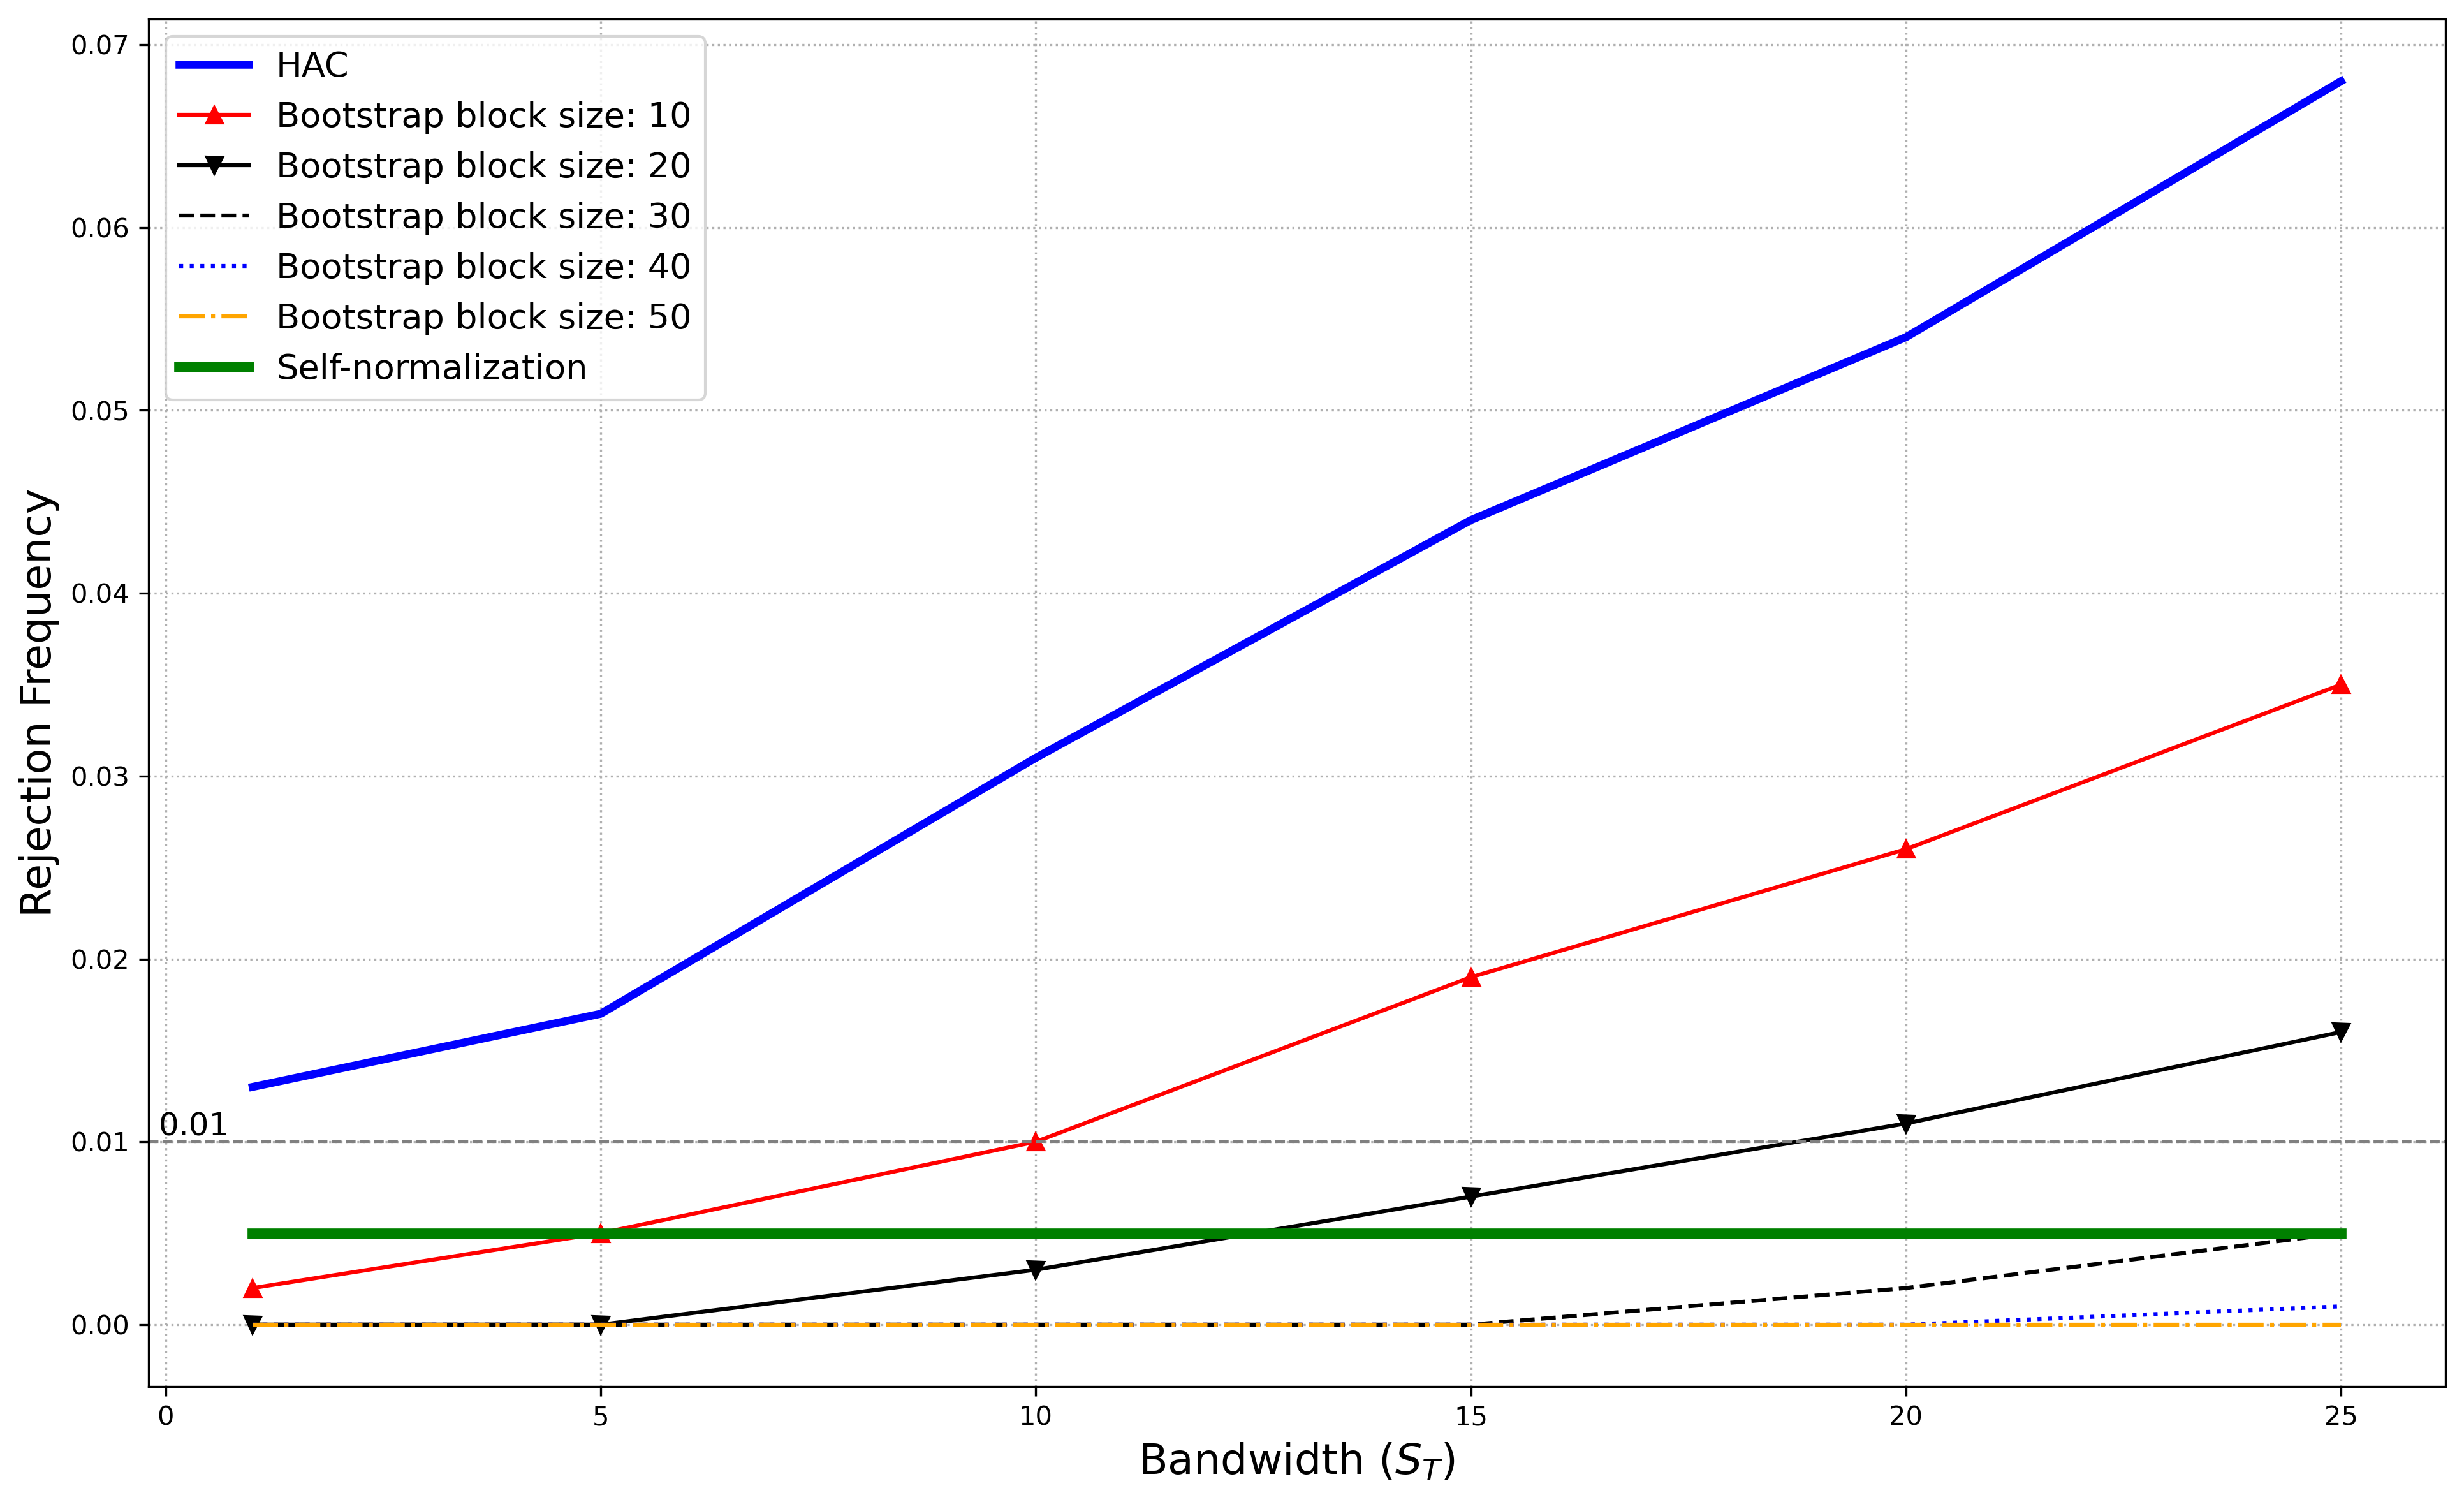 0.07
0.06
0.05
0.04
0.03
0.02
0.01
0.00
Rejection Frequency
HAC
Bootstrap block size: 10
Bootstrap block size: 20
Bootstrap block size: 30
Bootstrap block size: 40
Bootstrap block size: 50
Self-normalization
0.01
0 5 10 15 20 25
Bandwidth (S_T)